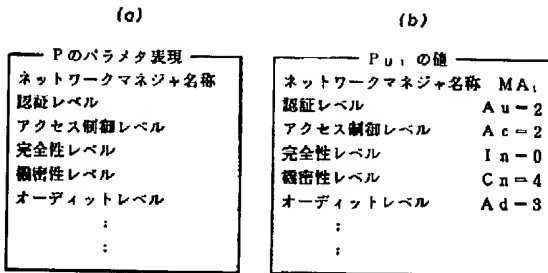 (a)
Pのパラメタ表現
ネットワークマネジャ名称
認証レベル
アクセス制御レベル
完全性レベル
機密性レベル
オーディットレベル
:
:
(b)
Pu1の値
ネットワークマネジャ名称 MA1
認証レベル Au=2
アクセス制御レベル Ac=2
完全性レベル In=0
機密性レベル Cn=4
オーディットレベル Ad=3
:
: